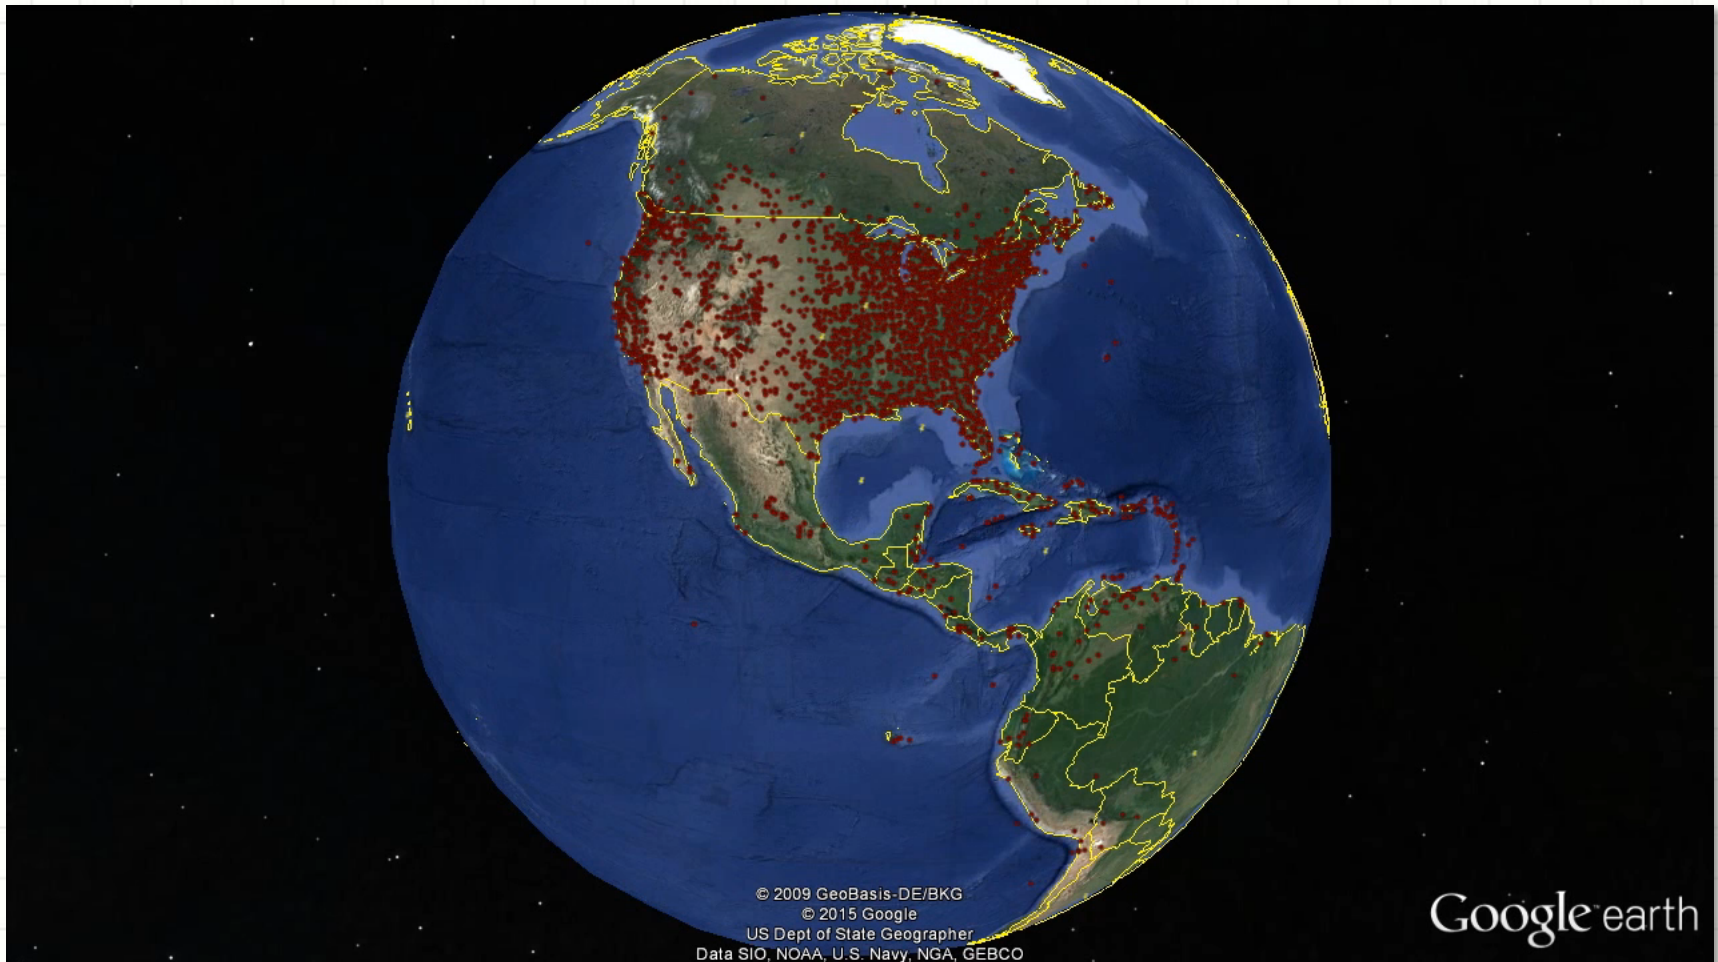 © 2009 GeoBasis-DE/BKG
© 2015 Google
US Dept of State Geographer
Data SIO, NOAA, U.S. Navy, NGA, GEBCO
Google earth